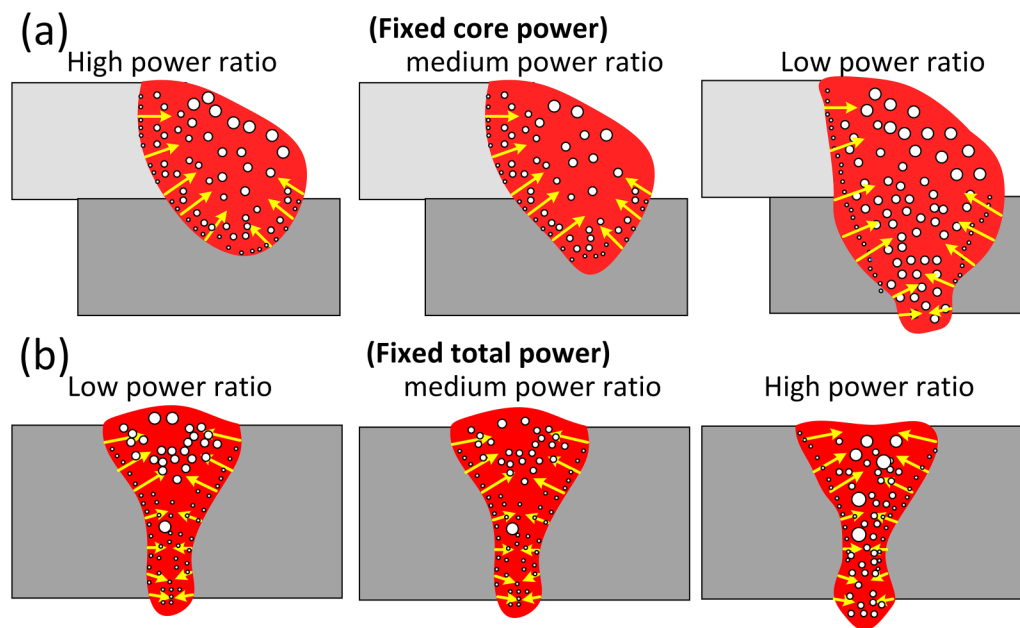 (a)
(Fixed core power)
High power ratio
medium power ratio
Low power ratio
(b)
(Fixed total power)
Low power ratio
medium power ratio
High power ratio